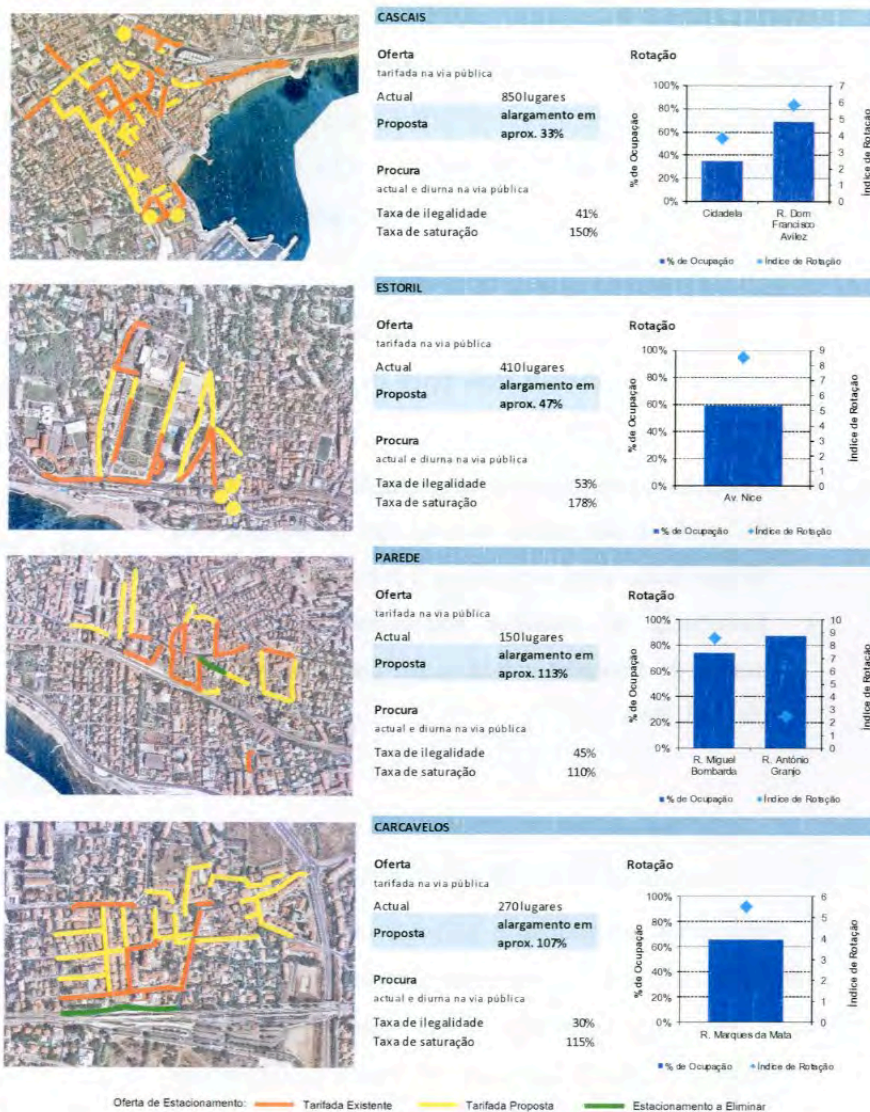 CASCAIS
Oferta
tarifada na via pública
Actual 850 lugares
Proposta alargamento em aprox. 33%
Procura
actual e diurna na via pública
Taxa de ilegalidade 41%
Taxa de saturação 150%
Rotação
% de Ocupação
100%
80%
60%
40%
20%
0%
7
6
5
4
3
2
1
0
Índice de Rotação
Cidadela
R. Dom Francisco Avilez
% de Ocupação Índice de Rotação
ESTORIL
Oferta
tarifada na via pública
Actual 410 lugares
Proposta alargamento em aprox. 47%
Procura
actual e diurna na via pública
Taxa de ilegalidade 53%
Taxa de saturação 178%
Rotação
% de Ocupação
100%
80%
60%
40%
20%
0%
9
8
7
6
5
4
3
2
1
0
Índice de Rotação
Av. Nice
% de Ocupação Índice de Rotação
PAREDE
Oferta
tarifada na via pública
Actual 150 lugares
Proposta alargamento em aprox. 113%
Procura
actual e diurna na via pública
Taxa de ilegalidade 45%
Taxa de saturação 110%
Rotação
% de Ocupação
100%
80%
60%
40%
20%
0%
10
9
8
7
6
5
4
3
2
1
0
Índice de Rotação
R. Miguel Bombarda
R. António Granjo
% de Ocupação Índice de Rotação
CARCAVELOS
Oferta
tarifada na via pública
Actual 270 lugares
Proposta alargamento em aprox. 107%
Procura
actual e diurna na via pública
Taxa de ilegalidade 30%
Taxa de saturação 115%
Rotação
% de Ocupação
100%
80%
60%
40%
20%
0%
6
5
4
3
2
1
0
Índice de Rotação
R. Marques da Mata
% de Ocupação Índice de Rotação
Oferta de Estacionamento: Tarifada Existente Tarifada Proposta Estacionamento a Eliminar